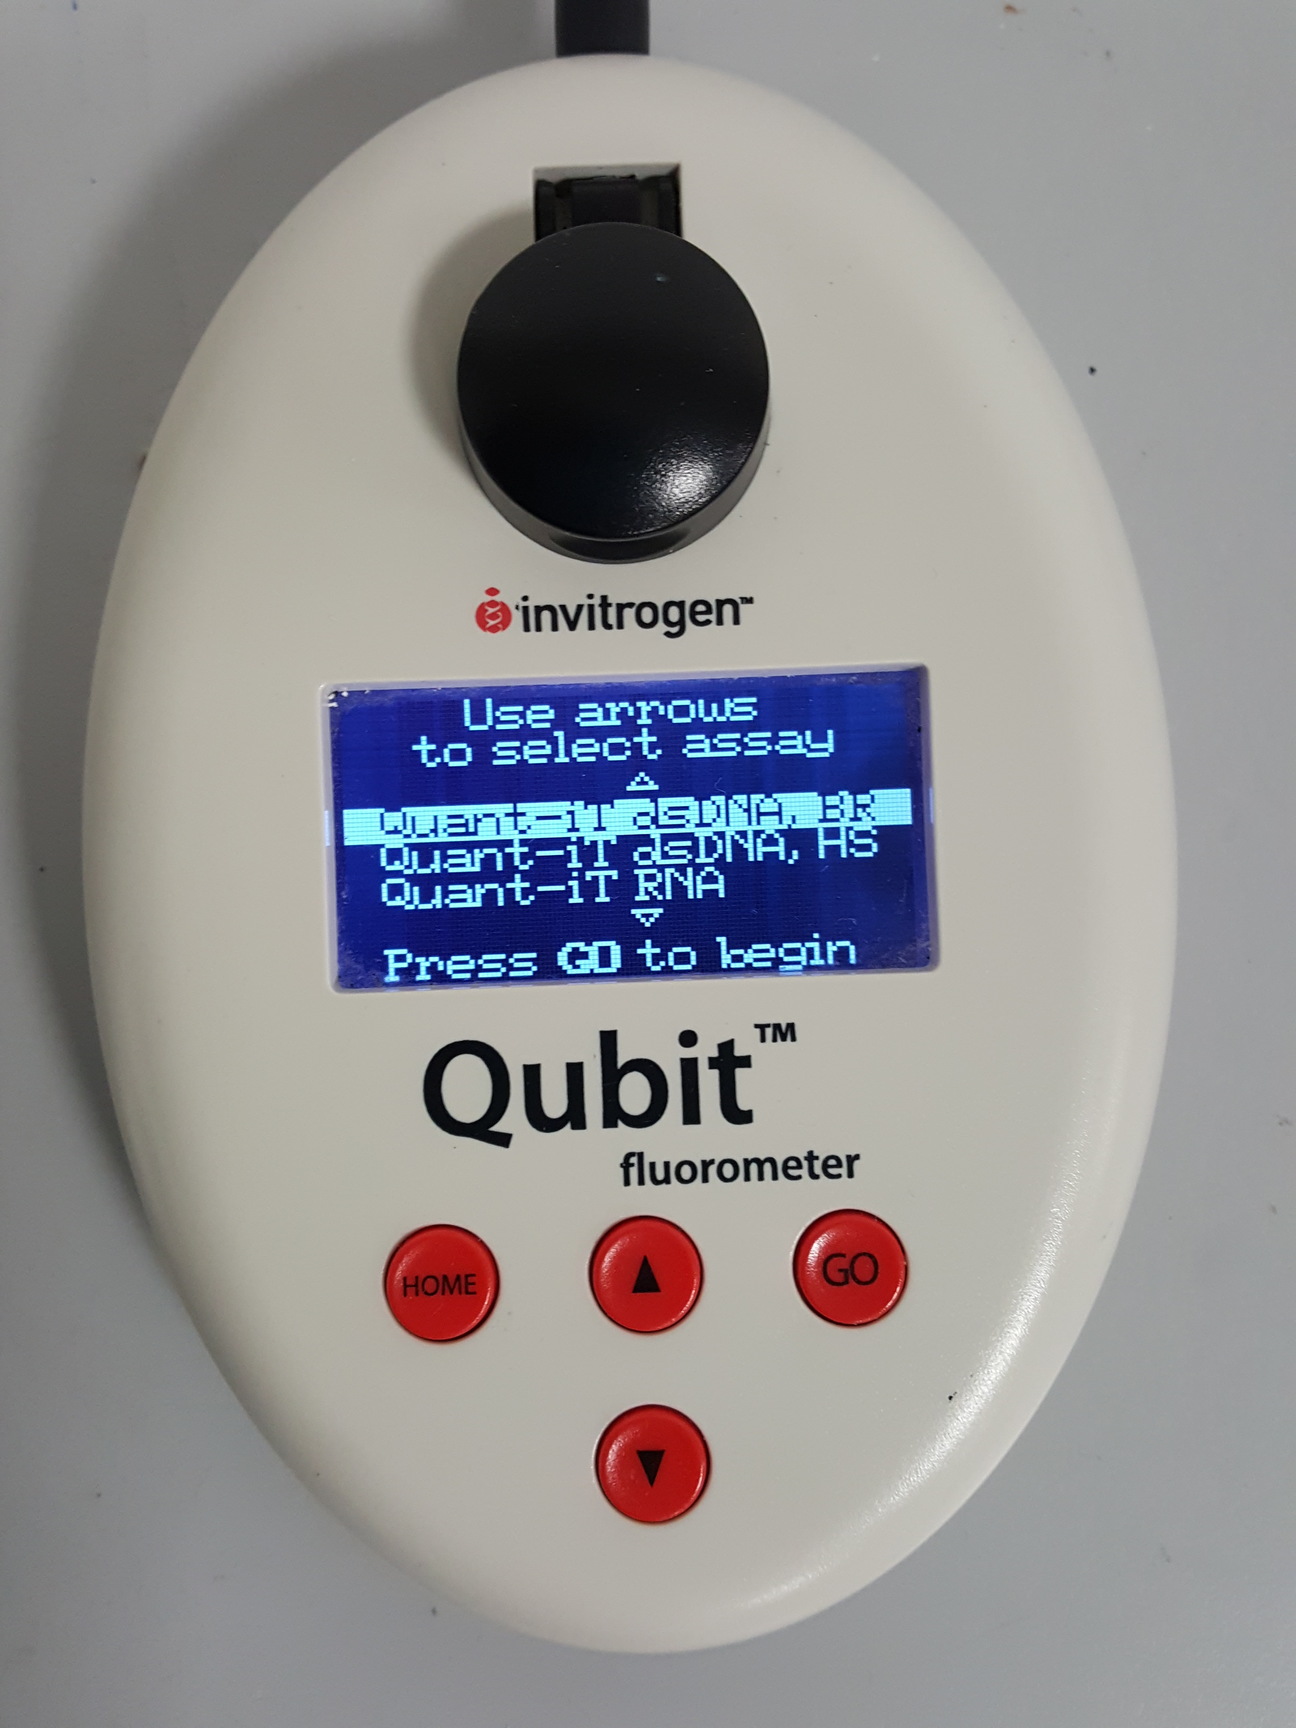 invitrogen™
Use arrows
to select assay
Quant-iT dsDNA, BR
Quant-iT dsDNA, HS
Quant-iT RNA
Press GO to begin
Qubit™
fluorometer
HOME
GO